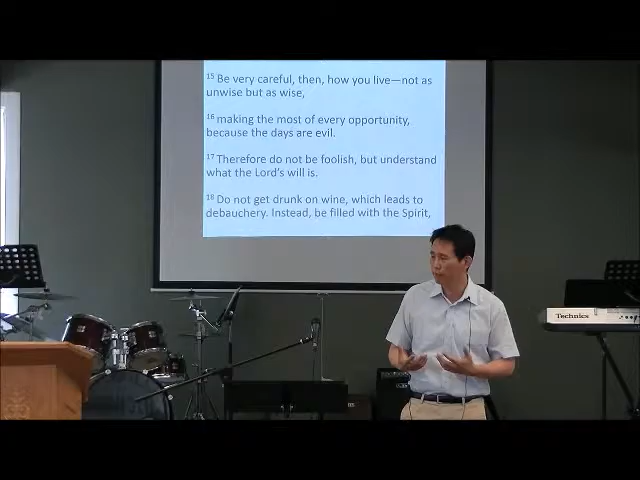 15 Be very careful, then, how you live—not as
unwise but as wise,
16 making the most of every opportunity,
because the days are evil.
17 Therefore do not be foolish, but understand
what the Lord's will is.
18 Do not get drunk on wine, which leads to
debauchery. Instead, be filled with the Spirit,
Technics